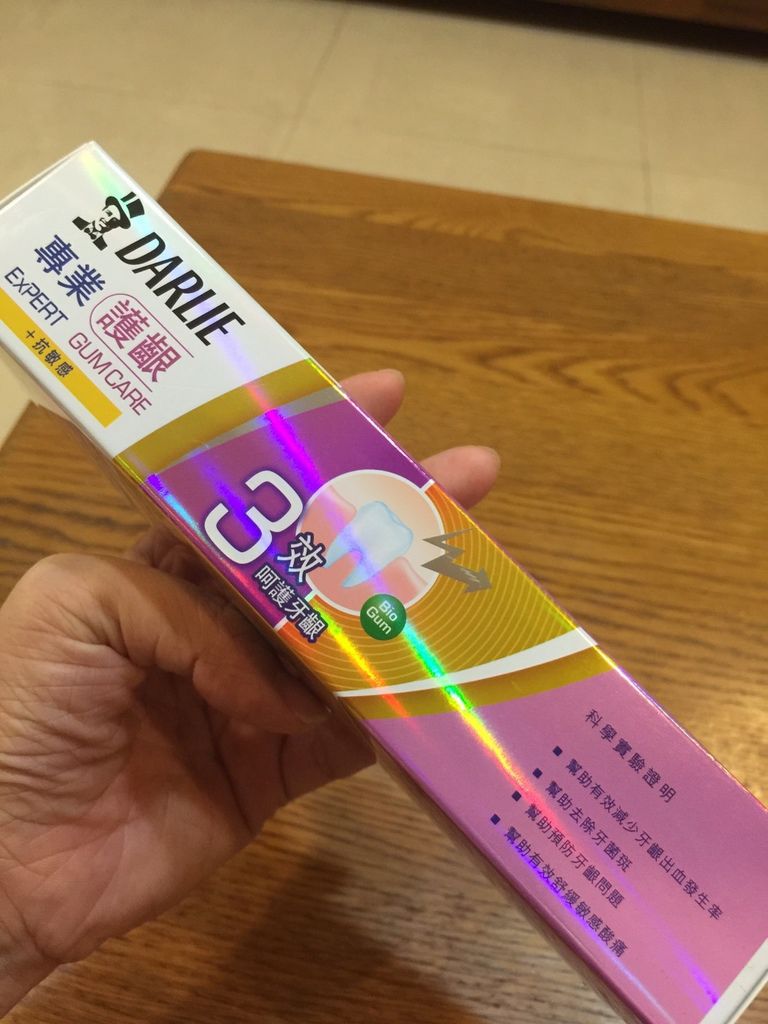 DARLIE
專業護齦
EXPERT GUM CARE
+抗敏感
3效
呵護牙齦
Bio
Gum
科學實驗證明
▪ 幫助有效減少牙齦出血發生率
▪ 幫助去除牙菌斑
▪ 幫助預防牙齦問題
▪ 幫助有效舒緩敏感酸痛